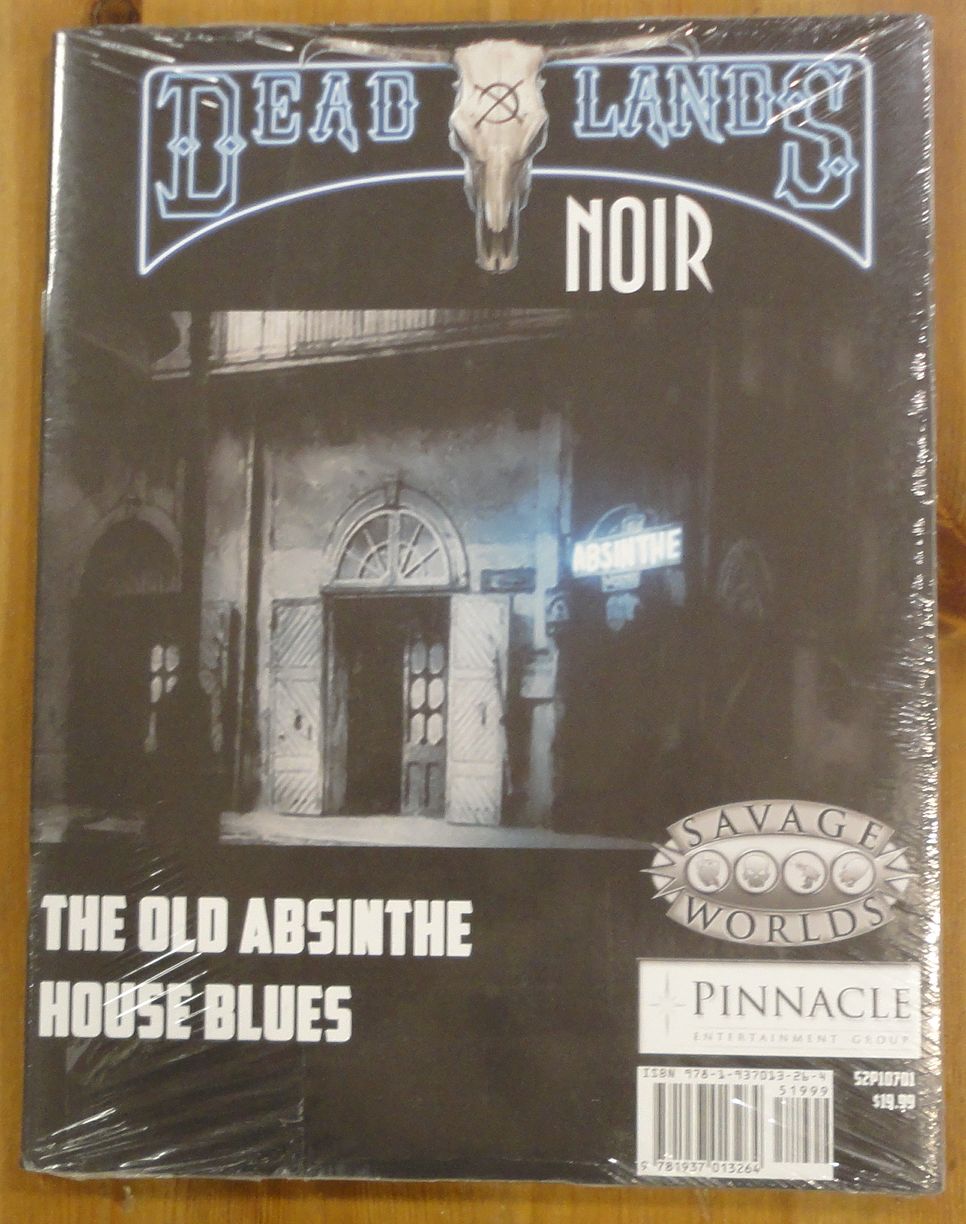 DEAD LANDS
NOIR
ABSINTHE
THE OLD ABSINTHE
HOUSE BLUES
SAVAGE
WORLDS
PINNACLE
ENTERTAINMENT GROUP
ISBN 978-1-937013-26-4
51999
9 781937 013264
S2P10701
$19.99